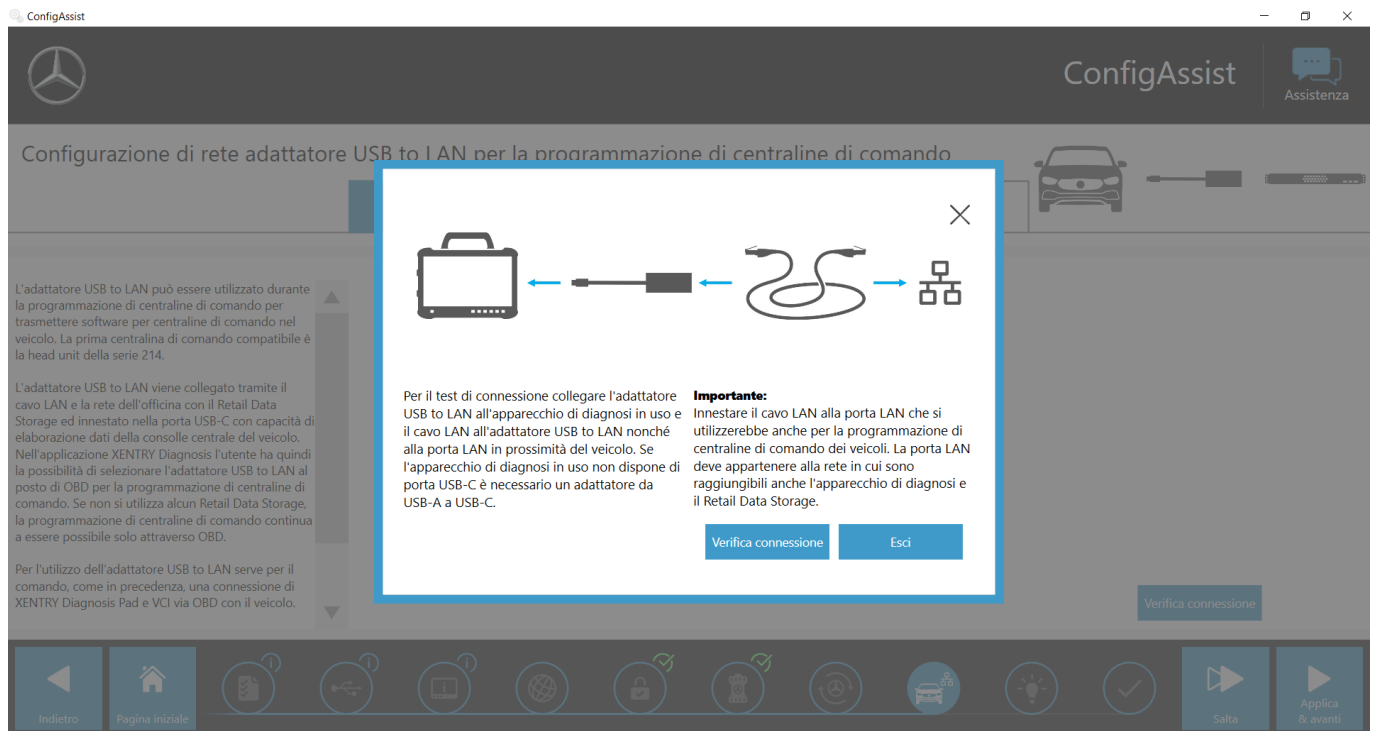 ConfigAssist
ConfigAssist
Assistenza
Configurazione di rete adattatore USB to LAN per la programmazione di centraline di comando
L'adattatore USB to LAN può essere utilizzato durante
la programmazione di centraline di comando per
trasmettere software per centraline di comando nel
veicolo. La prima centralina di comando compatibile è
la head unit della serie 214.
L'adattatore USB to LAN viene collegato tramite il
cavo LAN e la rete dell'officina con il Retail Data
Storage ed innestato nella porta USB-C con capacità di
elaborazione dati della consolle centrale del veicolo.
Nell'applicazione XENTRY Diagnosis l'utente ha quindi
la possibilità di selezionare l'adattatore USB to LAN al
posto di OBD per la programmazione di centraline di
comando. Se non si utilizza alcun Retail Data Storage,
la programmazione di centraline di comando continua
a essere possibile solo attraverso OBD.
Per l'utilizzo dell'adattatore USB to LAN serve per il
comando, come in precedenza, una connessione di
XENTRY Diagnosis Pad e VCI via OBD con il veicolo.
Per il test di connessione collegare l'adattatore
USB to LAN all'apparecchio di diagnosi in uso e
il cavo LAN all'adattatore USB to LAN nonché
alla porta LAN in prossimità del veicolo. Se
l'apparecchio di diagnosi in uso non dispone di
porta USB-C è necessario un adattatore da
USB-A a USB-C.
Importante:
Innestare il cavo LAN alla porta LAN che si
utilizzerebbe anche per la programmazione di
centraline di comando dei veicoli. La porta LAN
deve appartenere alla rete in cui sono
raggiungibili anche l'apparecchio di diagnosi e
il Retail Data Storage.
Verifica connessione
Esci
Verifica connessione
Indietro
Pagina iniziale
Salta
Applica
& avanti